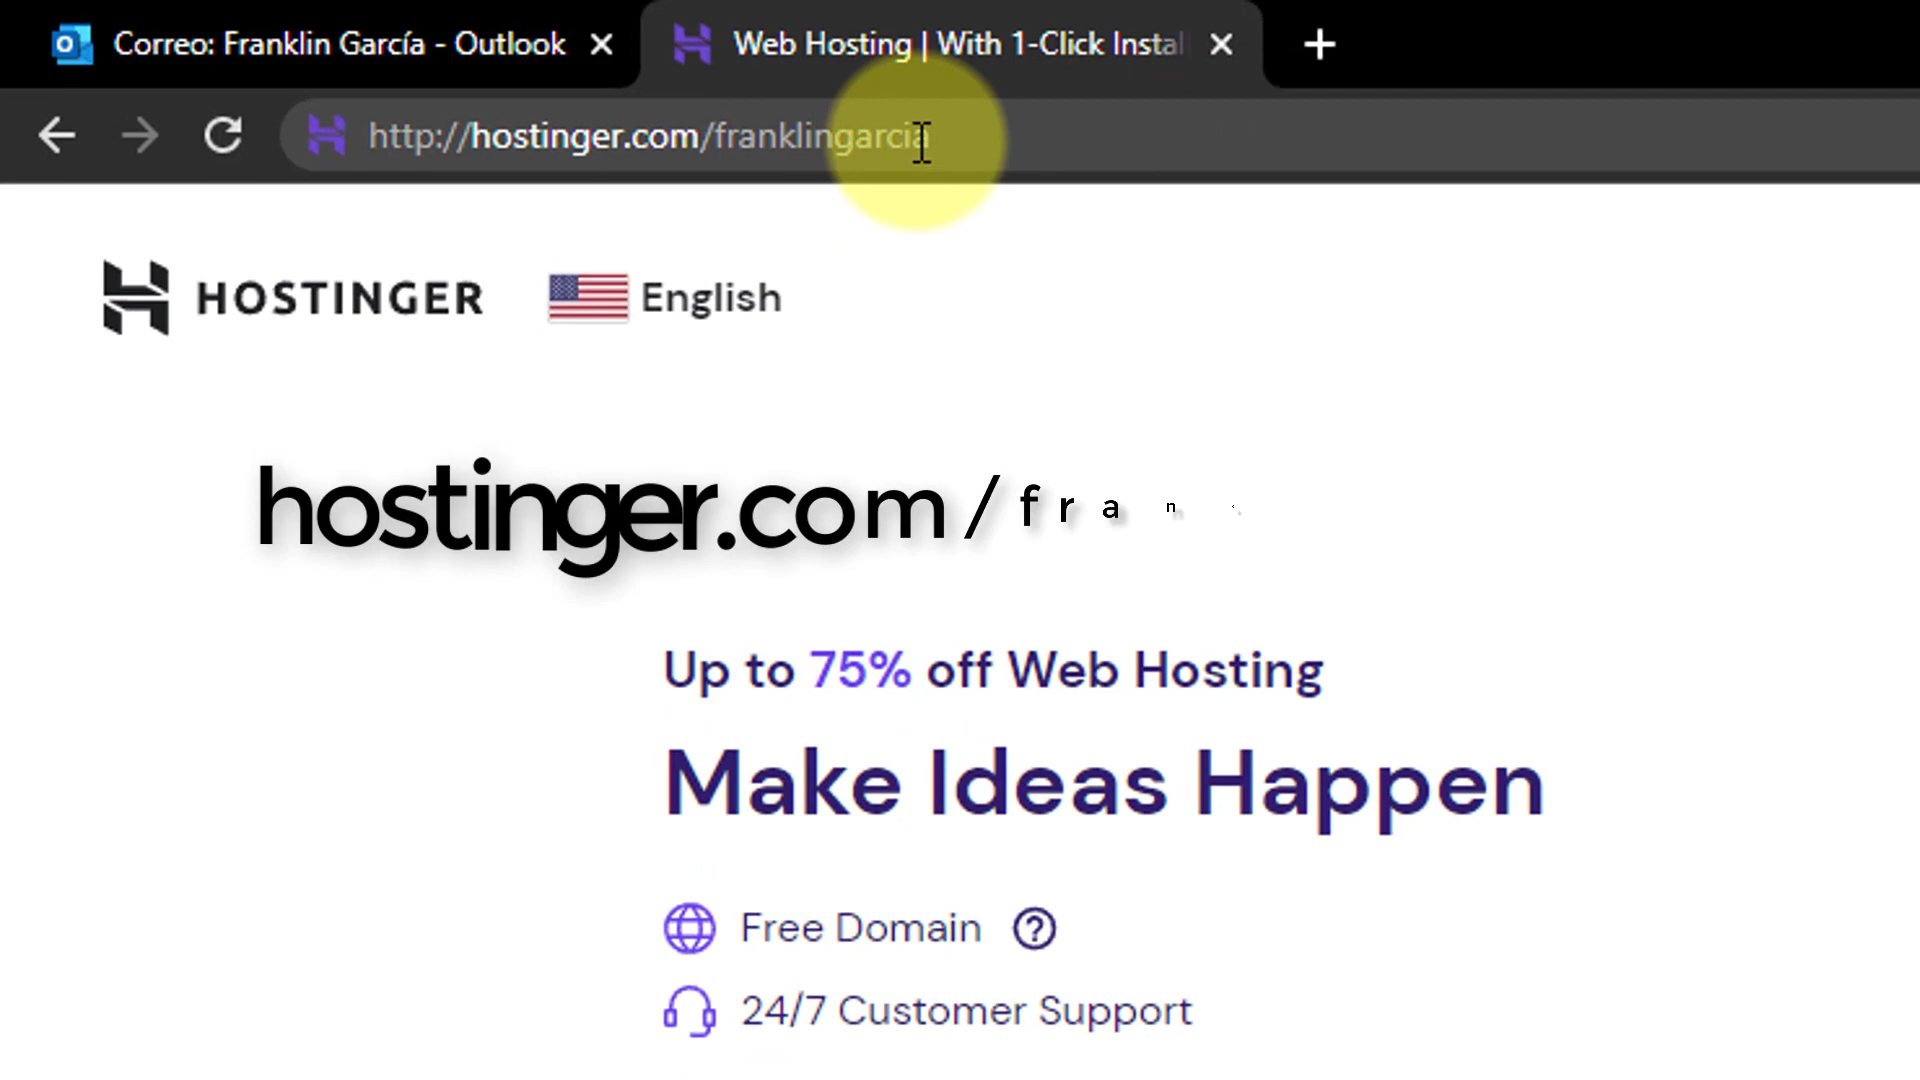 Correo: Franklin García - Outlook
Web Hosting | With 1-Click Instal
http://hostinger.com/franklingarcia
HOSTINGER
English
hostinger.com/fran
Up to 75% off Web Hosting
Make Ideas Happen
Free Domain
24/7 Customer Support